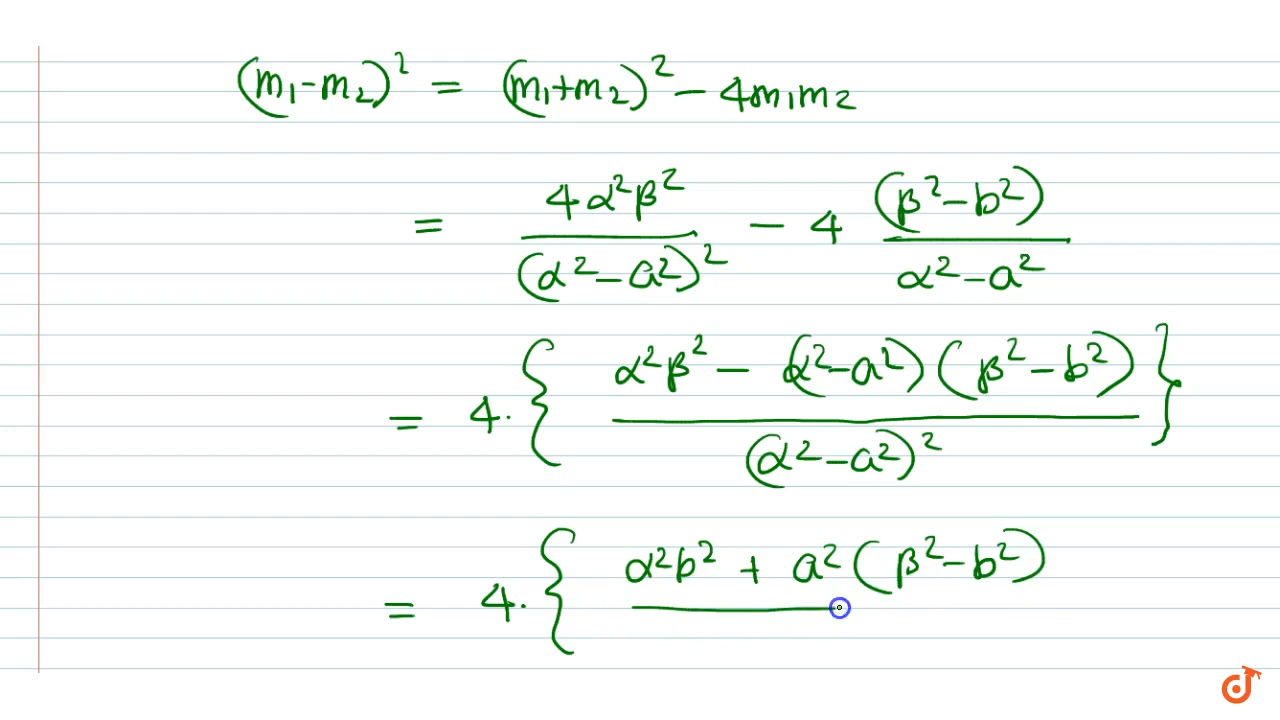 (m₁-m₂)² = (m₁+m₂)² - 4m₁m₂
= 4α²β² / (α²-a²)² - 4 (β²-b²) / α²-a²
= 4·{ α²β² - (α²-a²)(β²-b²) / (α²-a²)² }
= 4·{ α²b² + a²(β²-b²)